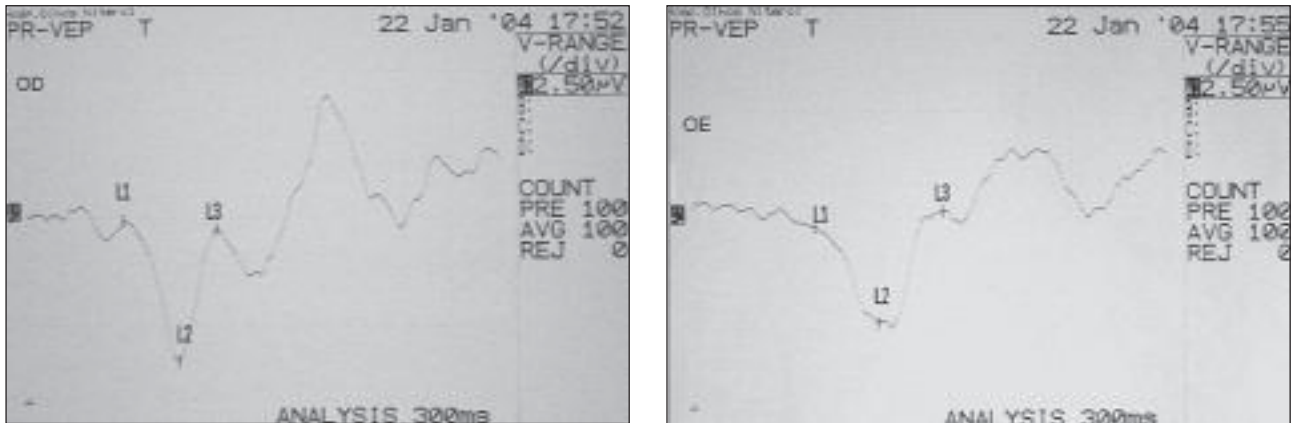 PR-VEP T 22 Jan '04 17:52
V-RANGE
(/div)
2.50µV
OD
L1
L3
L2
COUNT
PRE 100
AVG 100
REJ 0
ANALYSIS 300ms
PR-VEP T 22 Jan '04 17:55
V-RANGE
(/div)
2.50µV
OE
L1
L3
L2
COUNT
PRE 100
AVG 100
REJ 0
ANALYSIS 300ms